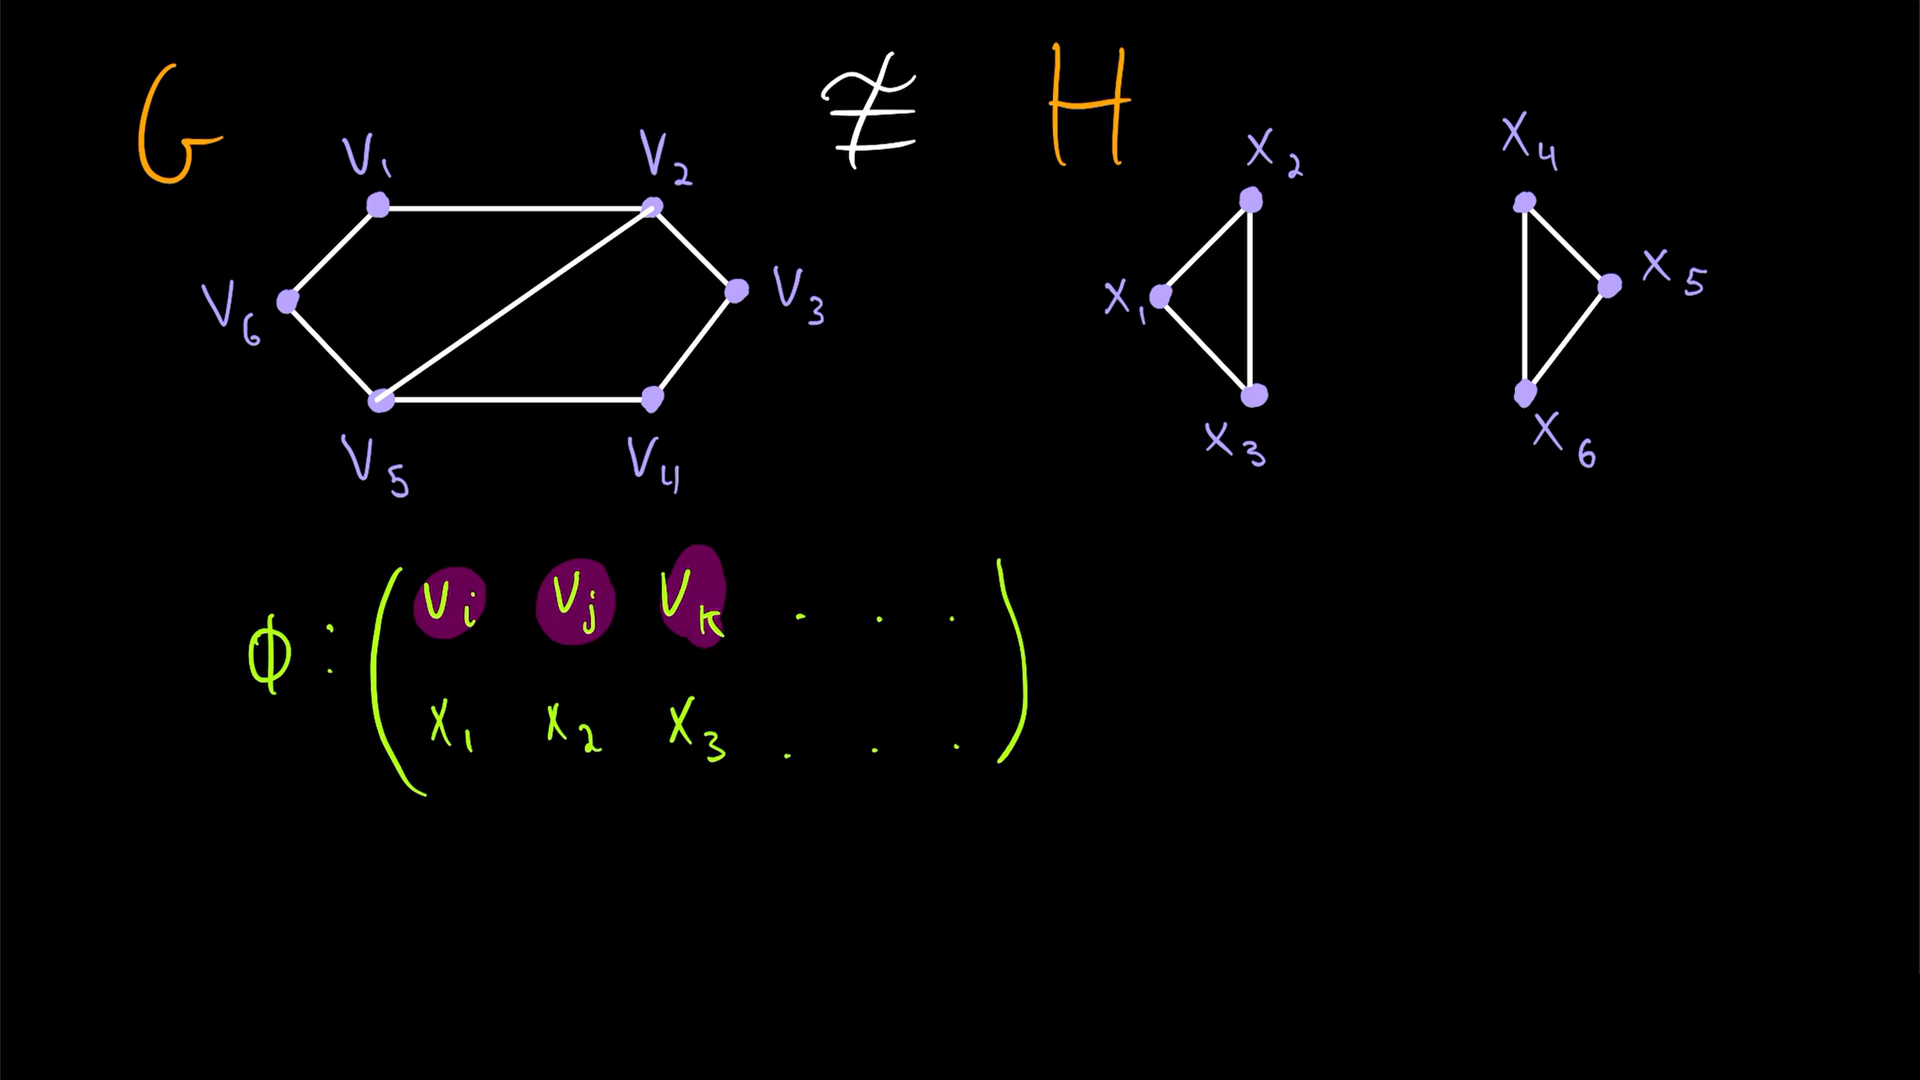 G ≇ H
V₁ V₂ X₂ X₄
V₆ V₃ X₁ X₅
V₅ V₄ X₃ X₆
Φ : ( Vᵢ Vⱼ Vₖ . . .
X₁ X₂ X₃ . . . )